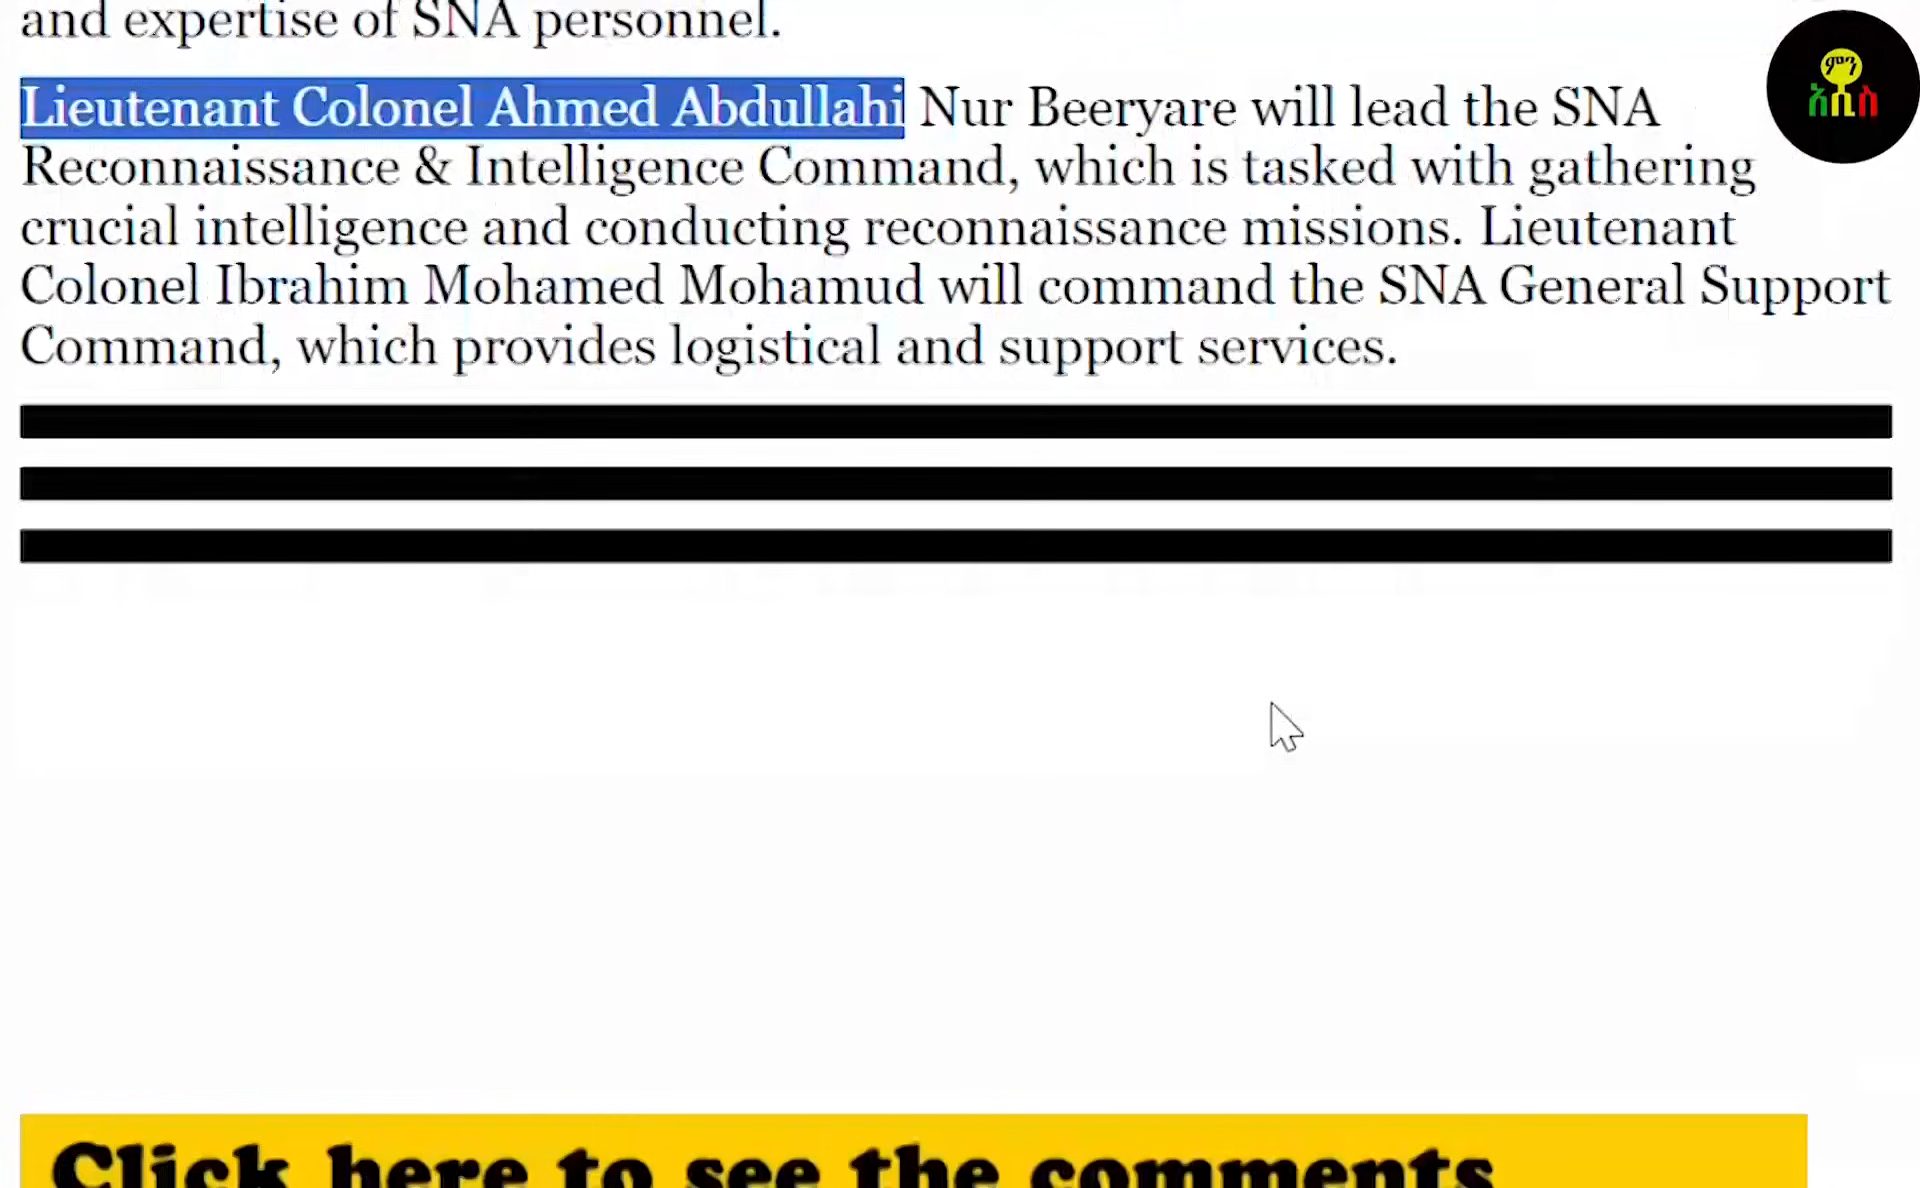 and expertise of SNA personnel.
Lieutenant Colonel Ahmed Abdullahi Nur Beeryare will lead the SNA
Reconnaissance & Intelligence Command, which is tasked with gathering
crucial intelligence and conducting reconnaissance missions. Lieutenant
Colonel Ibrahim Mohamed Mohamud will command the SNA General Support
Command, which provides logistical and support services.
ምን
አዲስ
Click here to see the comments